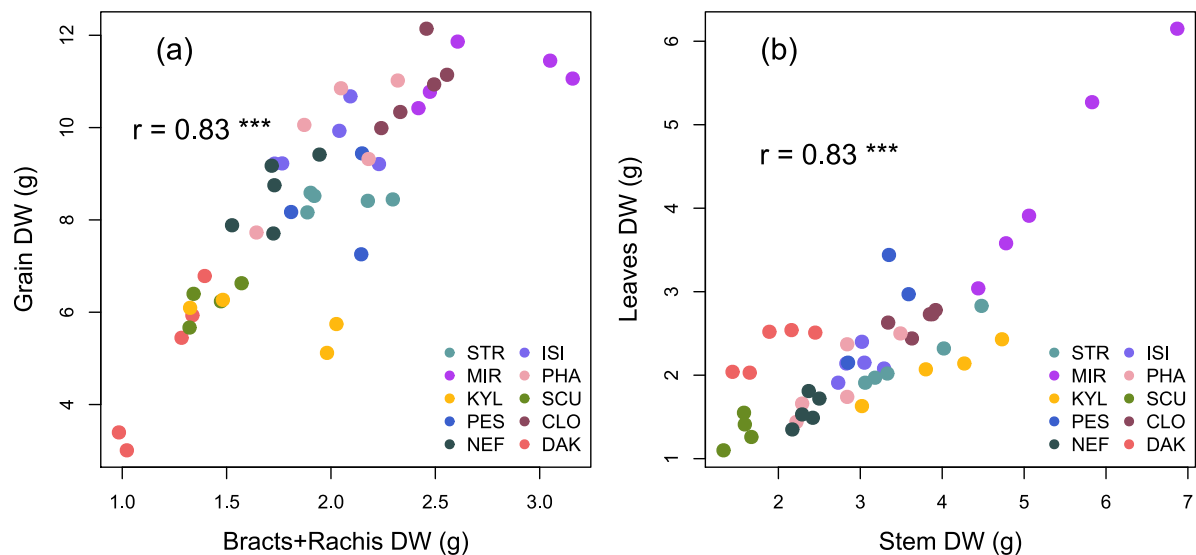 (a)
r = 0.83 ***
Grain DW (g)
12
10
8
6
4
STR ISI
MIR PHA
KYL SCU
PES CLO
NEF DAK
1.0 1.5 2.0 2.5 3.0
Bracts+Rachis DW (g)
(b)
r = 0.83 ***
Leaves DW (g)
6
5
4
3
2
1
STR ISI
MIR PHA
KYL SCU
PES CLO
NEF DAK
2 3 4 5 6 7
Stem DW (g)